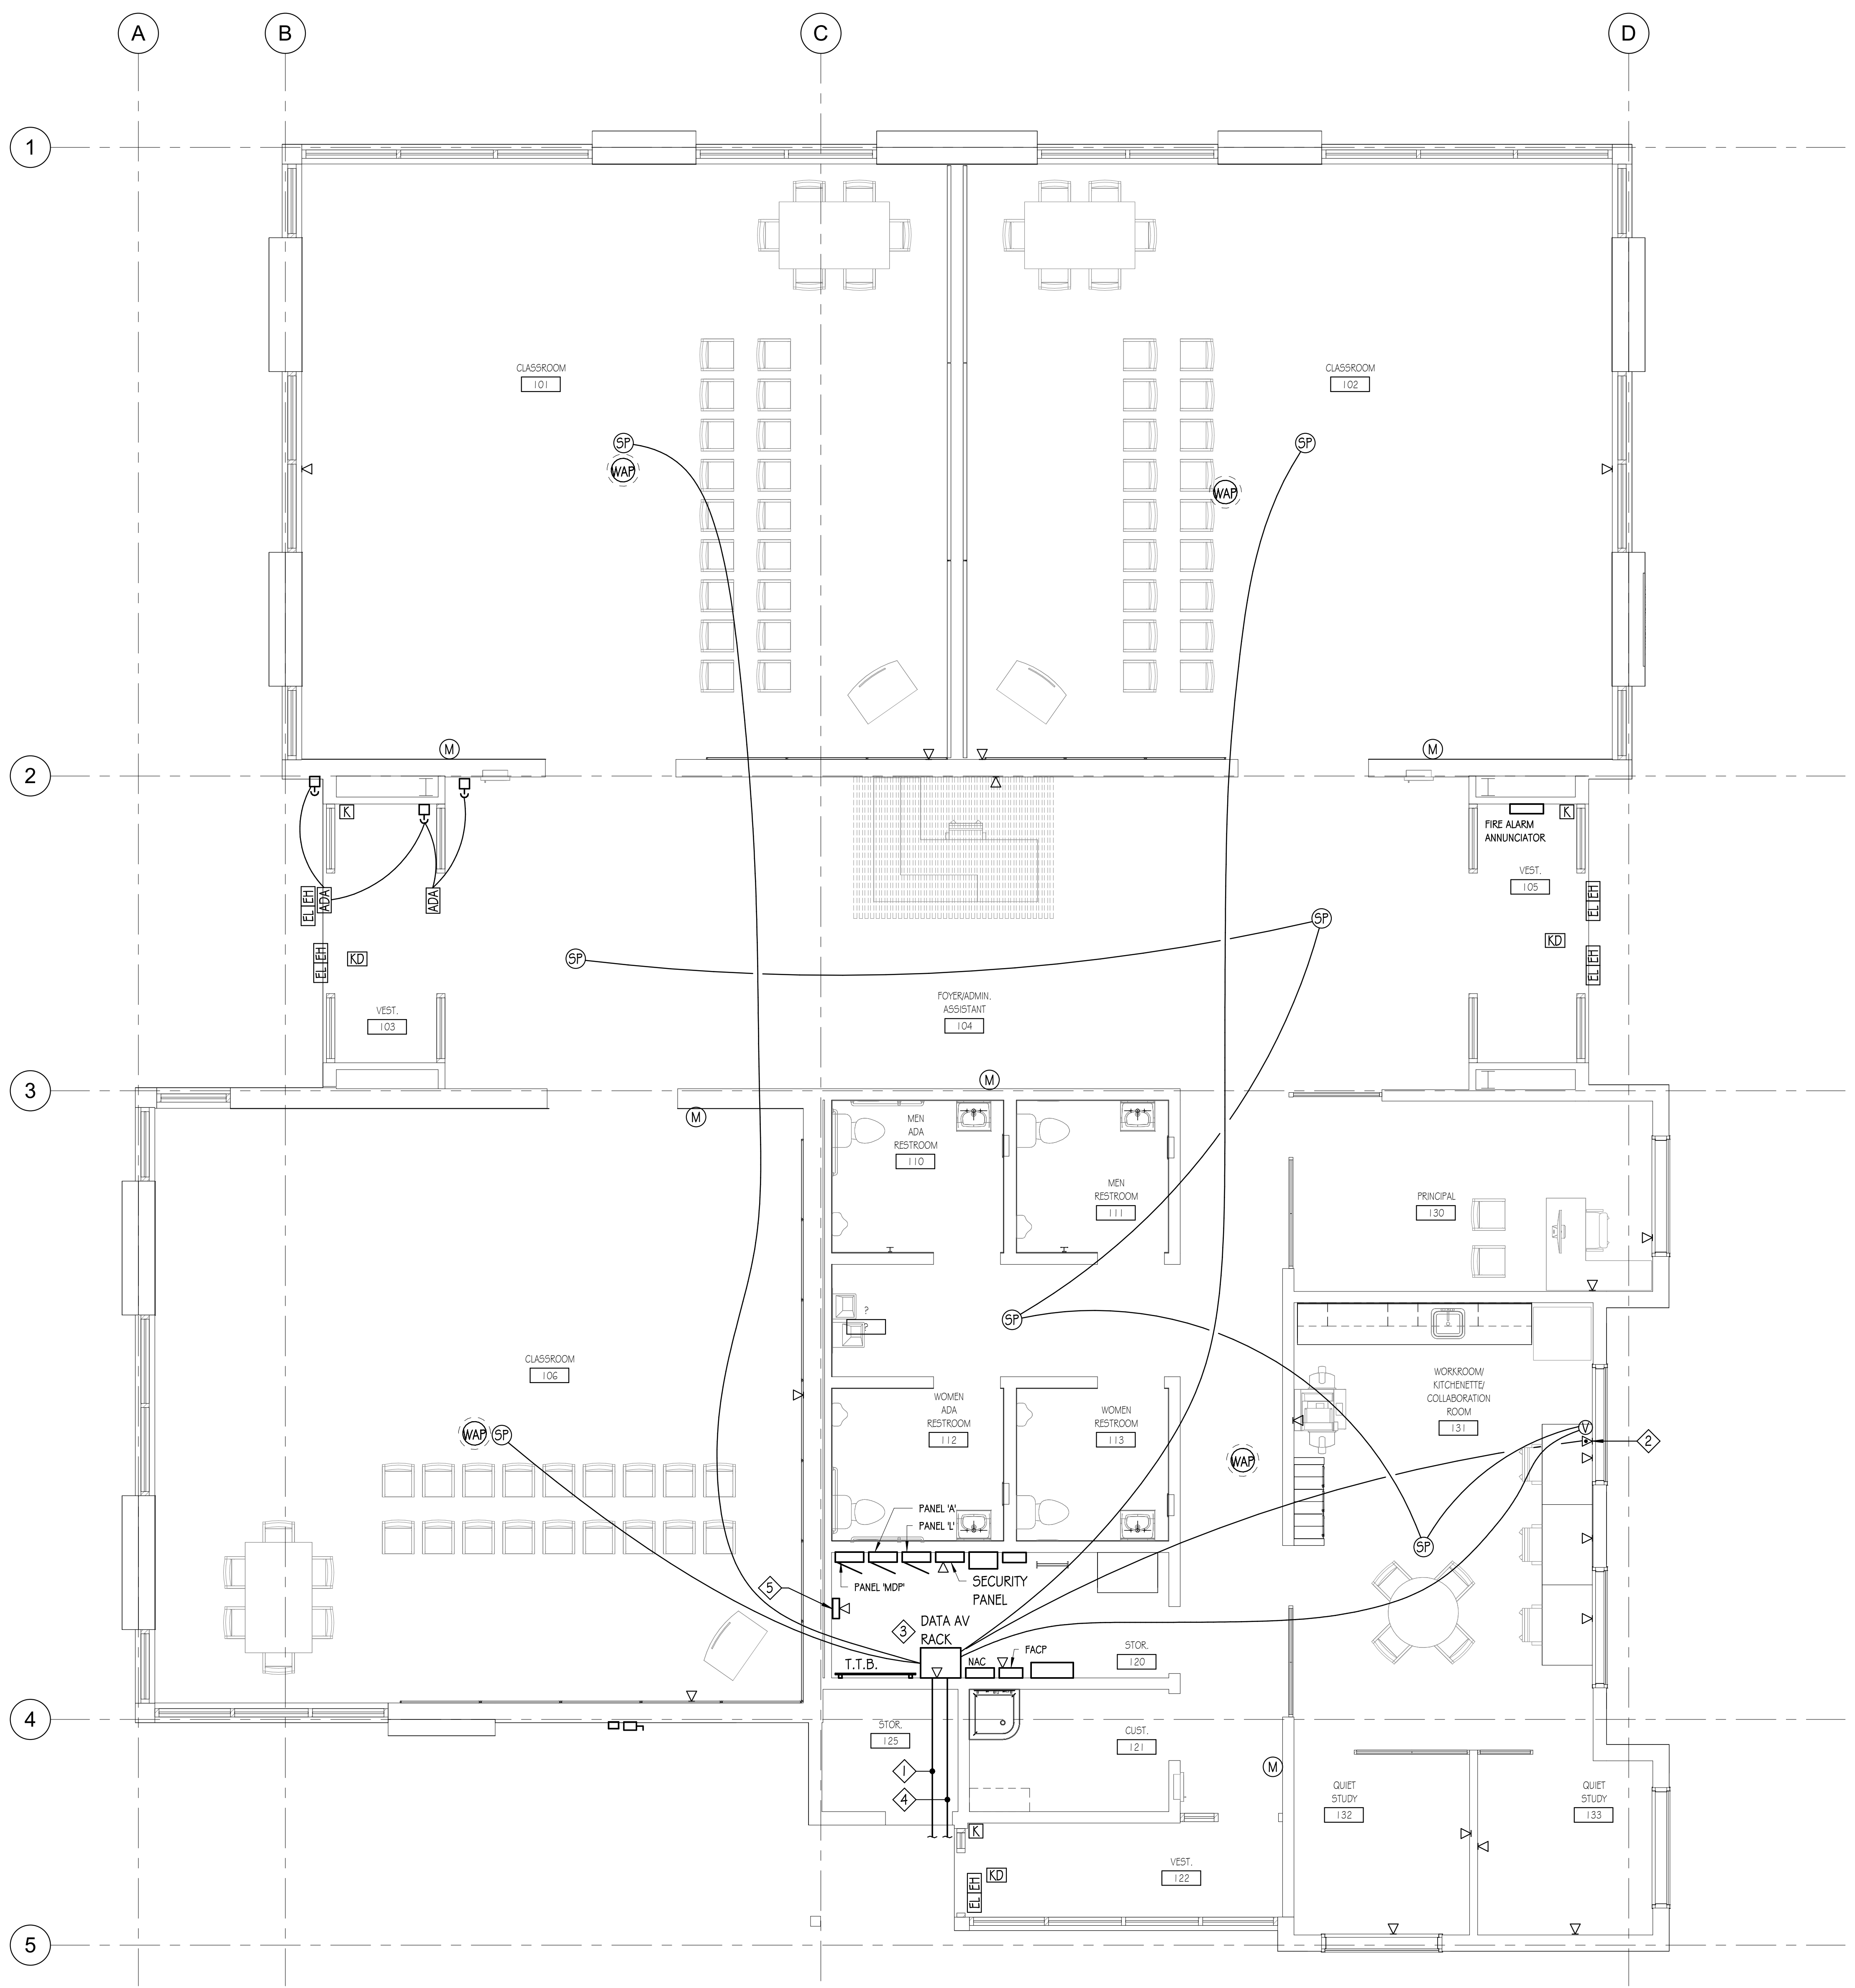 A
B
C
D
1
CLASSROOM
101
CLASSROOM
102
SP
SP
WAP
WAP
M
M
2
K
FIRE ALARM
ANNUNCIATOR
K
VEST.
105
EL EH
ADA
ADA
EL EH
SP
KD
EL EH
KD
SP
EL EH
FOYER/ADMIN.
ASSISTANT
104
VEST.
103
M
3
M
MEN
ADA
RESTROOM
110
MEN
RESTROOM
111
PRINCIPAL
130
?
SP
?
CLASSROOM
106
WORKROOM/
KITCHENETTE/
COLLABORATION
ROOM
131
WOMEN
ADA
RESTROOM
112
WOMEN
RESTROOM
113
WAP
SP
V
2
WAP
PANEL 'A'
PANEL 'L'
SP
PANEL 'MDP'
SECURITY
PANEL
5
3
DATA AV
RACK
T.T.B.
NAC
FACP
STOR.
120
4
STOR.
125
CUST.
121
1
M
4
QUIET
STUDY
132
QUIET
STUDY
133
K
VEST.
122
KD
EL EH
5